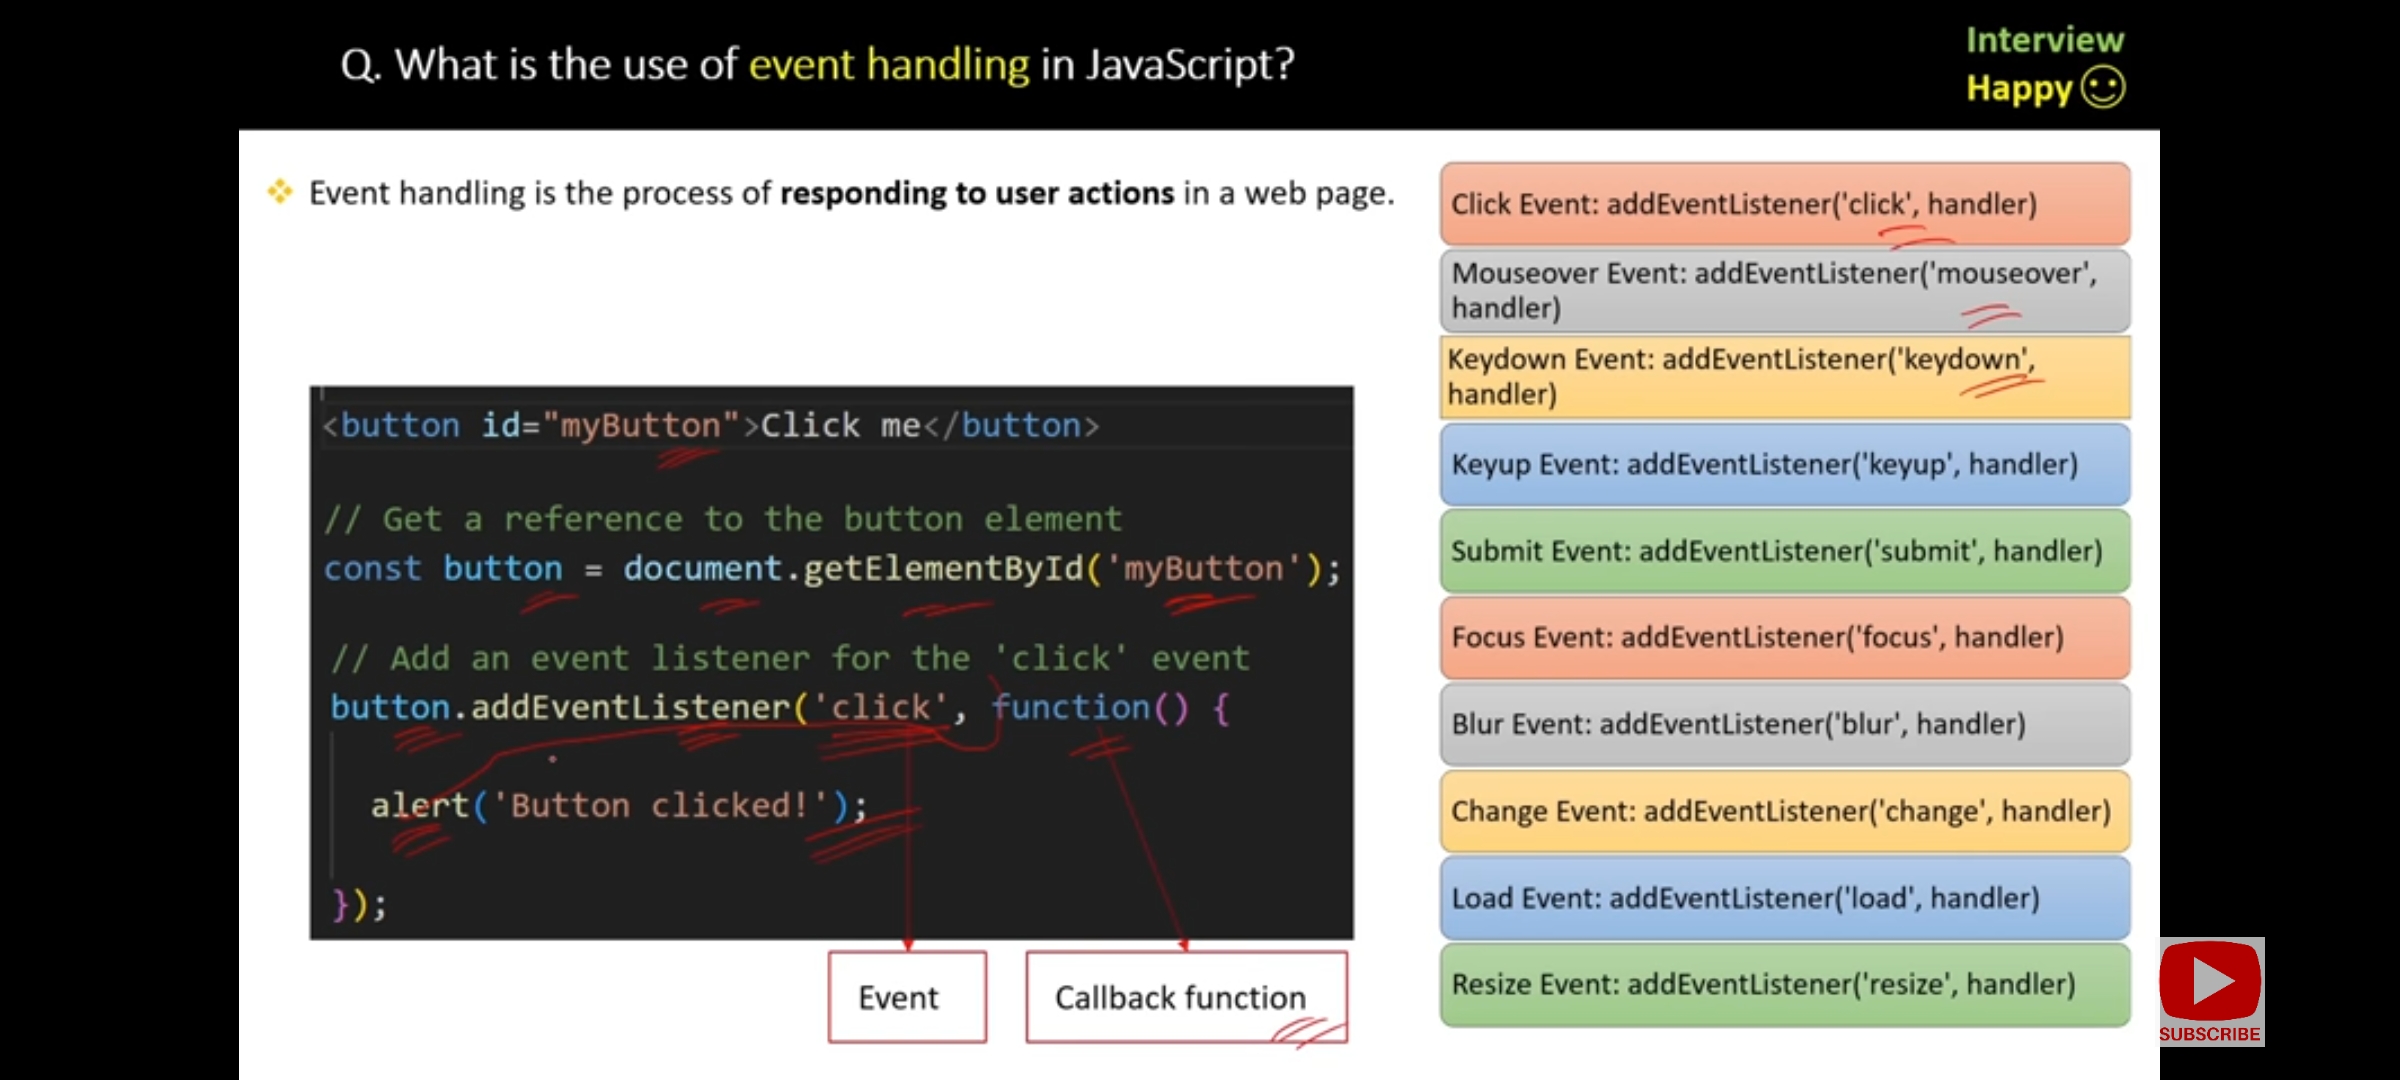 Q. What is the use of event handling in JavaScript?
Interview
Happy
Event handling is the process of responding to user actions in a web page.
<button id="myButton">Click me</button>
// Get a reference to the button element
const button = document.getElementById('myButton');
// Add an event listener for the 'click' event
button.addEventListener('click', function() {
alert('Button clicked!');
});
Event
Callback function
Click Event: addEventListener('click', handler)
Mouseover Event: addEventListener('mouseover',
handler)
Keydown Event: addEventListener('keydown',
handler)
Keyup Event: addEventListener('keyup', handler)
Submit Event: addEventListener('submit', handler)
Focus Event: addEventListener('focus', handler)
Blur Event: addEventListener('blur', handler)
Change Event: addEventListener('change', handler)
Load Event: addEventListener('load', handler)
Resize Event: addEventListener('resize', handler)
SUBSCRIBE